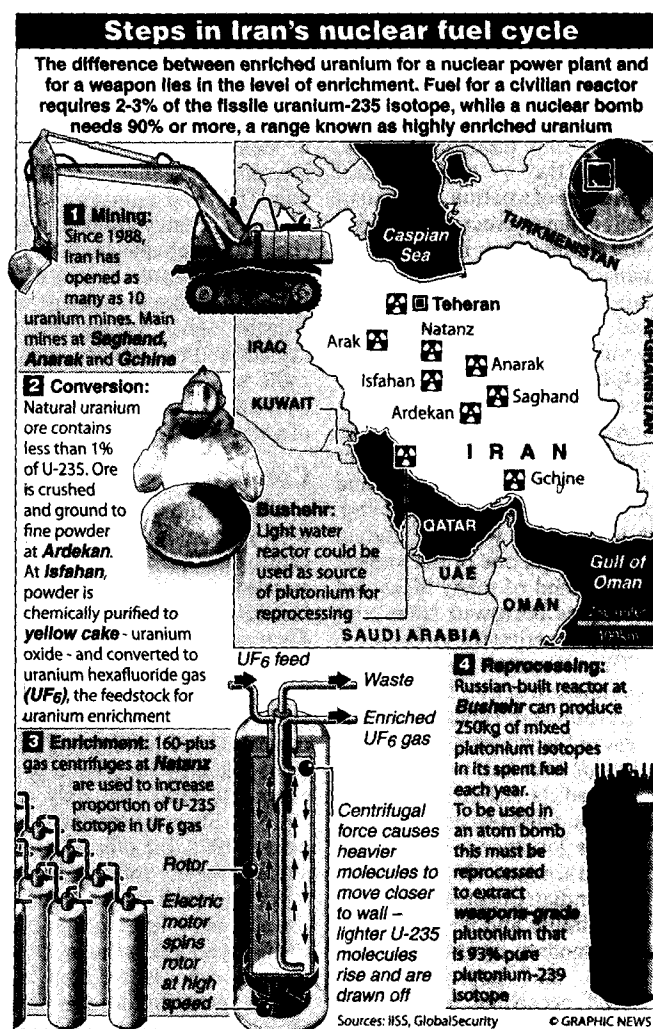 Steps in Iran's nuclear fuel cycle
The difference between enriched uranium for a nuclear power plant and
for a weapon lies in the level of enrichment. Fuel for a civilian reactor
requires 2-3% of the fissile uranium-235 isotope, while a nuclear bomb
needs 90% or more, a range known as highly enriched uranium
1 Mining:
Since 1988,
Iran has
opened as
many as 10
uranium mines. Main
mines at Saghand,
Anarak and Gchine
2 Conversion:
Natural uranium
ore contains
less than 1%
of U-235. Ore
is crushed
and ground to
fine powder
at Ardekan.
At Isfahan,
powder is
chemically purified to
yellow cake - uranium
oxide - and converted to
uranium hexafluoride gas
(UF6), the feedstock for
uranium enrichment
Caspian
Sea
TURKMENISTAN
Teheran
Natanz
Arak
IRAQ
AFGHANISTAN
Anarak
Isfahan
Saghand
KUWAIT
Ardekan
IRAN
Gchine
Bushehr:
Light water
reactor could be
used as source
of plutonium for
reprocessing
QATAR
UAE
Gulf of
Oman
OMAN
SAUDI ARABIA
3 Enrichment: 160-plus
gas centrifuges at Natanz
are used to increase
proportion of U-235
isotope in UF6 gas
UF6 feed
Waste
Enriched
UF6 gas
Rotor
Electric
motor
spins
rotor
at high
speed
Centrifugal
force causes
heavier
molecules to
move closer
to wall –
lighter U-235
molecules
rise and are
drawn off
4 Reprocessing:
Russian-built reactor at
Bushehr can produce
250kg of mixed
plutonium isotopes
in its spent fuel
each year.
To be used in
an atom bomb
this must be
reprocessed
to extract
weapons-grade
plutonium that
is 93% pure
plutonium-239
isotope
Sources: IISS, GlobalSecurity
© GRAPHIC NEWS